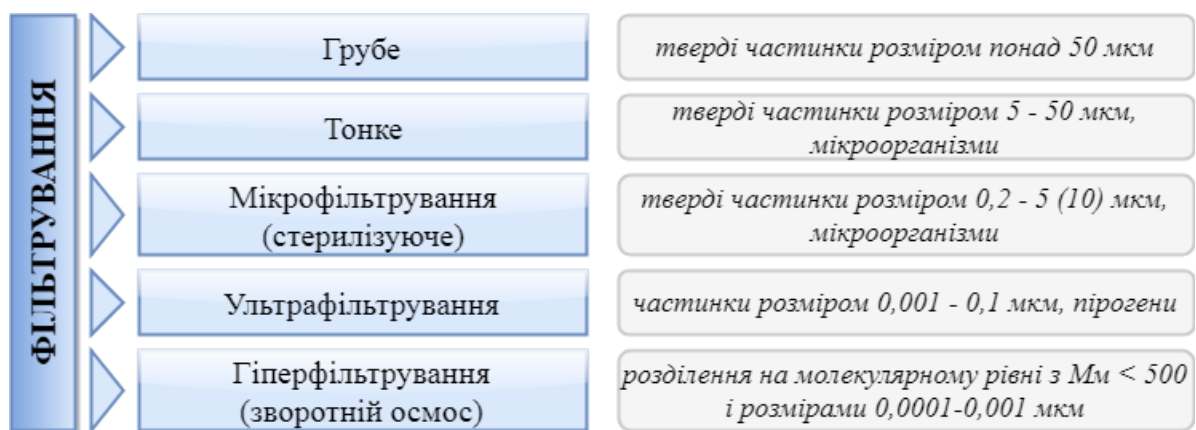 ФІЛЬТРУВАННЯ
Грубе
тверді частинки розміром понад 50 мкм
Тонке
тверді частинки розміром 5 - 50 мкм,
мікроорганізми
Мікрофільтрування
(стерилізуюче)
тверді частинки розміром 0,2 - 5 (10) мкм,
мікроорганізми
Ультрафільтрування
частинки розміром 0,001 - 0,1 мкм, пірогени
Гіперфільтрування
(зворотній осмос)
розділення на молекулярному рівні з Мм < 500
і розмірами 0,0001-0,001 мкм